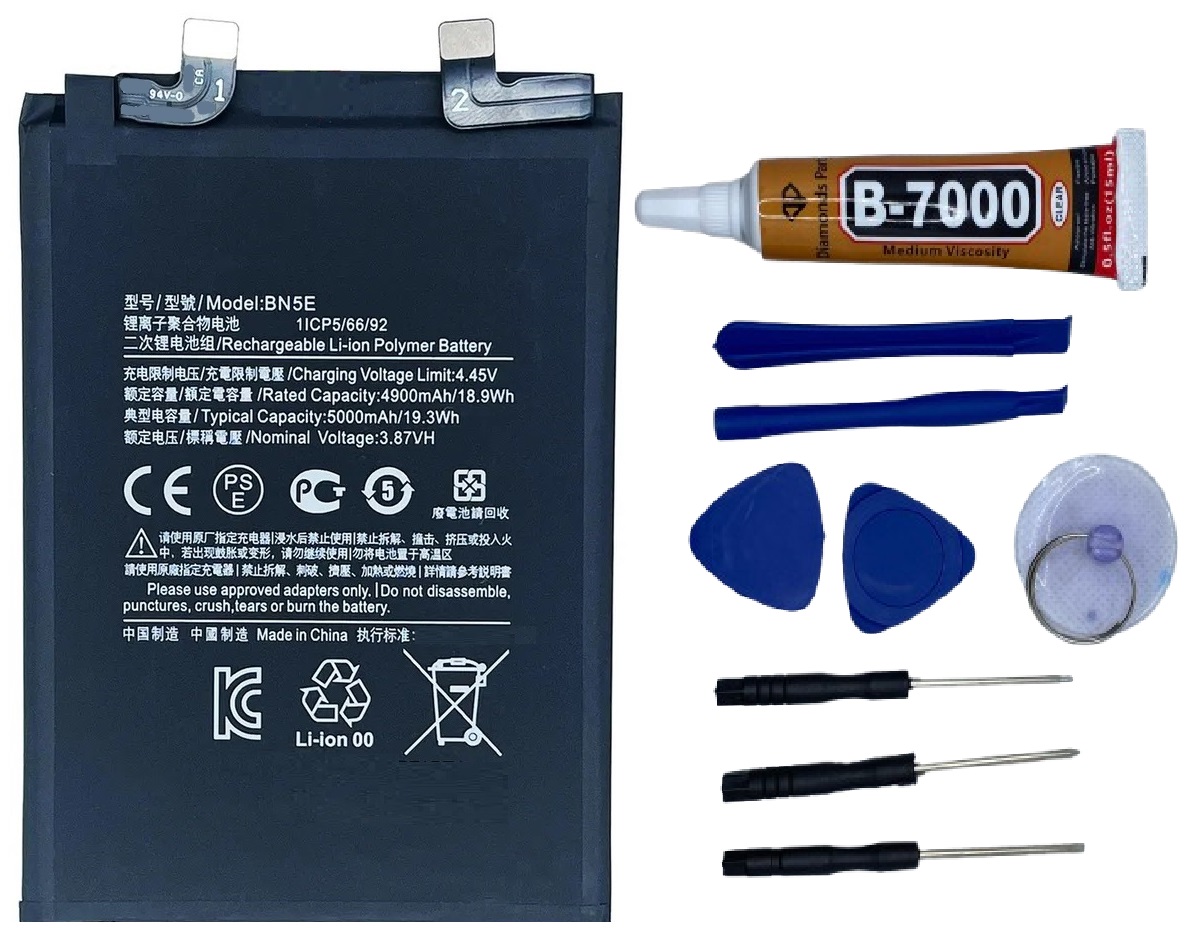 94V-0
CA
1
2
型号/型號/Model:BN5E
锂离子聚合物电池 1ICP5/66/92
二次锂电池组/Rechargeable Li-ion Polymer Battery
充电限制电压/充電限制電壓/Charging Voltage Limit:4.45V
额定容量/額定電容量/Rated Capacity:4900mAh/18.9Wh
典型电容量/Typical Capacity:5000mAh/19.3Wh
额定电压/標稱電壓/Nominal Voltage:3.87VH
CE
PS
E
5
廢電池請回收
请使用原厂指定充电器|浸水后禁止使用|禁止拆解、撞击、挤压或投入火
中、若出现鼓胀或变形，请勿继续使用|勿将电池置于高温区
請使用原廠指定充電器|禁止拆解、刺破、擠壓、加熱或燃燒|詳情請參考説明書
Please use approved adapters only. |Do not disassemble,
punctures, crush,tears or burn the battery.
中国制造 中國製造 Made in China 执行标准:
Li-ion 00
Diamonds Par
B-7000
CLEAR
Medium Viscosity
0.5fl.oz(15ml)